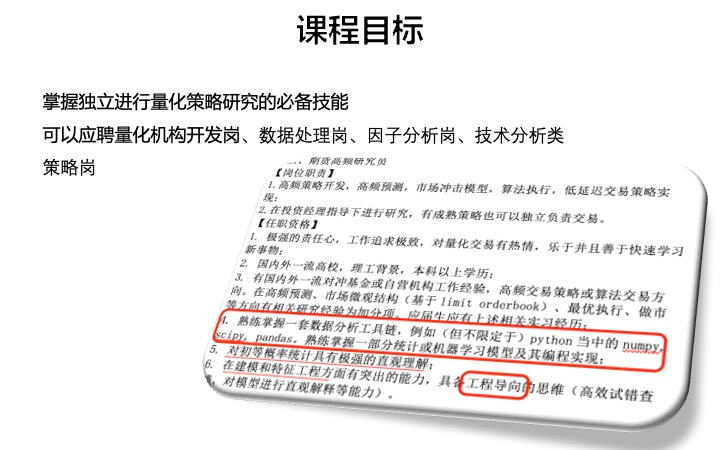 课程目标
掌握独立进行量化策略研究的必备技能
可以应聘量化机构开发岗、数据处理岗、因子分析岗、技术分析类
策略岗
二、期货高频研究员
【岗位职责】
1.高频策略开发，高频预测，市场冲击模型，算法执行，低延迟交易策略实
现；
2.在投资经理指导下进行研究，有成熟策略也可以独立负责交易。
【任职资格】
1. 极强的责任心，工作追求极致，对量化交易有热情，乐于并且善于快速学习
新事物；
2. 国内外一流高校，理工背景，本科以上学历；
3. 有国内外一流对冲基金或自营机构工作经验，高频交易策略或算法交易方
向。在高频预测、市场微观结构（基于limit orderbook）、最优执行、做市
等方向有相关研究经验为加分项。应届生应有上述相关实习经历；
4. 熟练掌握一套数据分析工具链，例如（但不限定于）python 当中的 numpy,
scipy, pandas。熟练掌握一部分统计或机器学习模型及其编程实现；
5. 对初等概率统计具有极强的直观理解；
6. 在建模和特征工程方面有突出的能力，具备工程导向的思维（高效试错查
对模型进行直观解释等能力）。